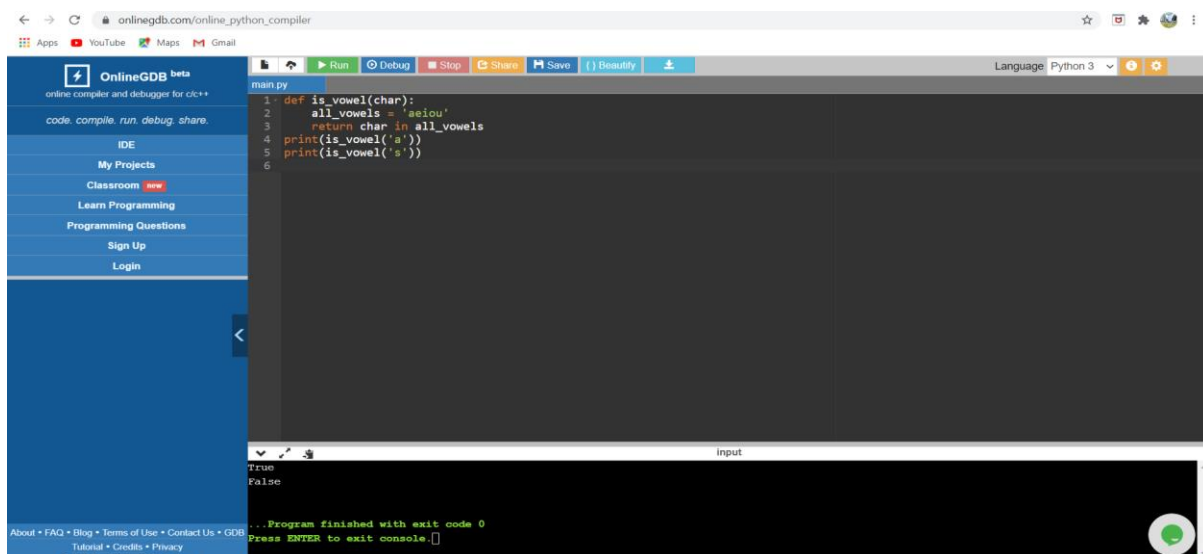 onlinegdb.com/online_python_compiler
Apps YouTube Maps Gmail
OnlineGDB beta
online compiler and debugger for c/c++
code. compile. run. debug. share.
IDE
My Projects
Classroom new
Learn Programming
Programming Questions
Sign Up
Login
About • FAQ • Blog • Terms of Use • Contact Us • GDB
Tutorial • Credits • Privacy
Run Debug Stop Share Save { } Beautify
Language Python 3
main.py
1 def is_vowel(char):
2     all_vowels = 'aeiou'
3     return char in all_vowels
4 print(is_vowel('a'))
5 print(is_vowel('s'))
6
input
True
False
...Program finished with exit code 0
Press ENTER to exit console.